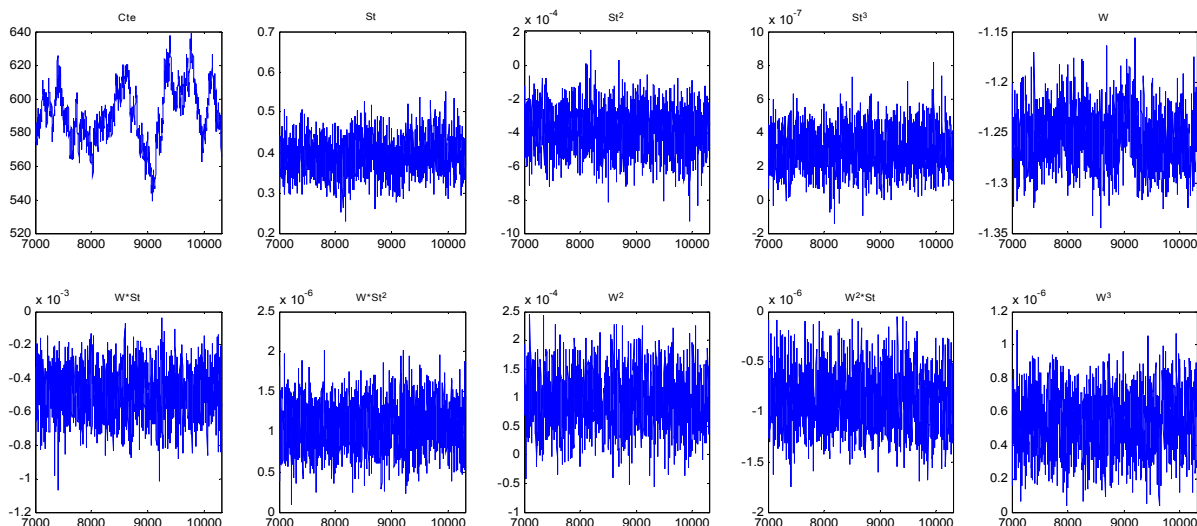 Cte
640
620
600
580
560
540
520
7000 8000 9000 10000
St
0.7
0.6
0.5
0.4
0.3
0.2
7000 8000 9000 10000
St²
x 10⁻⁴
2
0
-2
-4
-6
-8
-10
7000 8000 9000 10000
St³
x 10⁻⁷
10
8
6
4
2
0
-2
7000 8000 9000 10000
W
-1.15
-1.2
-1.25
-1.3
-1.35
7000 8000 9000 10000
W*St
x 10⁻³
0
-0.2
-0.4
-0.6
-0.8
-1
-1.2
7000 8000 9000 10000
W*St²
x 10⁻⁶
2.5
2
1.5
1
0.5
0
7000 8000 9000 10000
W²
x 10⁻⁴
2.5
2
1.5
1
0.5
0
-0.5
-1
7000 8000 9000 10000
W²*St
x 10⁻⁶
0
-0.5
-1
-1.5
-2
7000 8000 9000 10000
W³
x 10⁻⁶
1.2
1
0.8
0.6
0.4
0.2
0
7000 8000 9000 10000